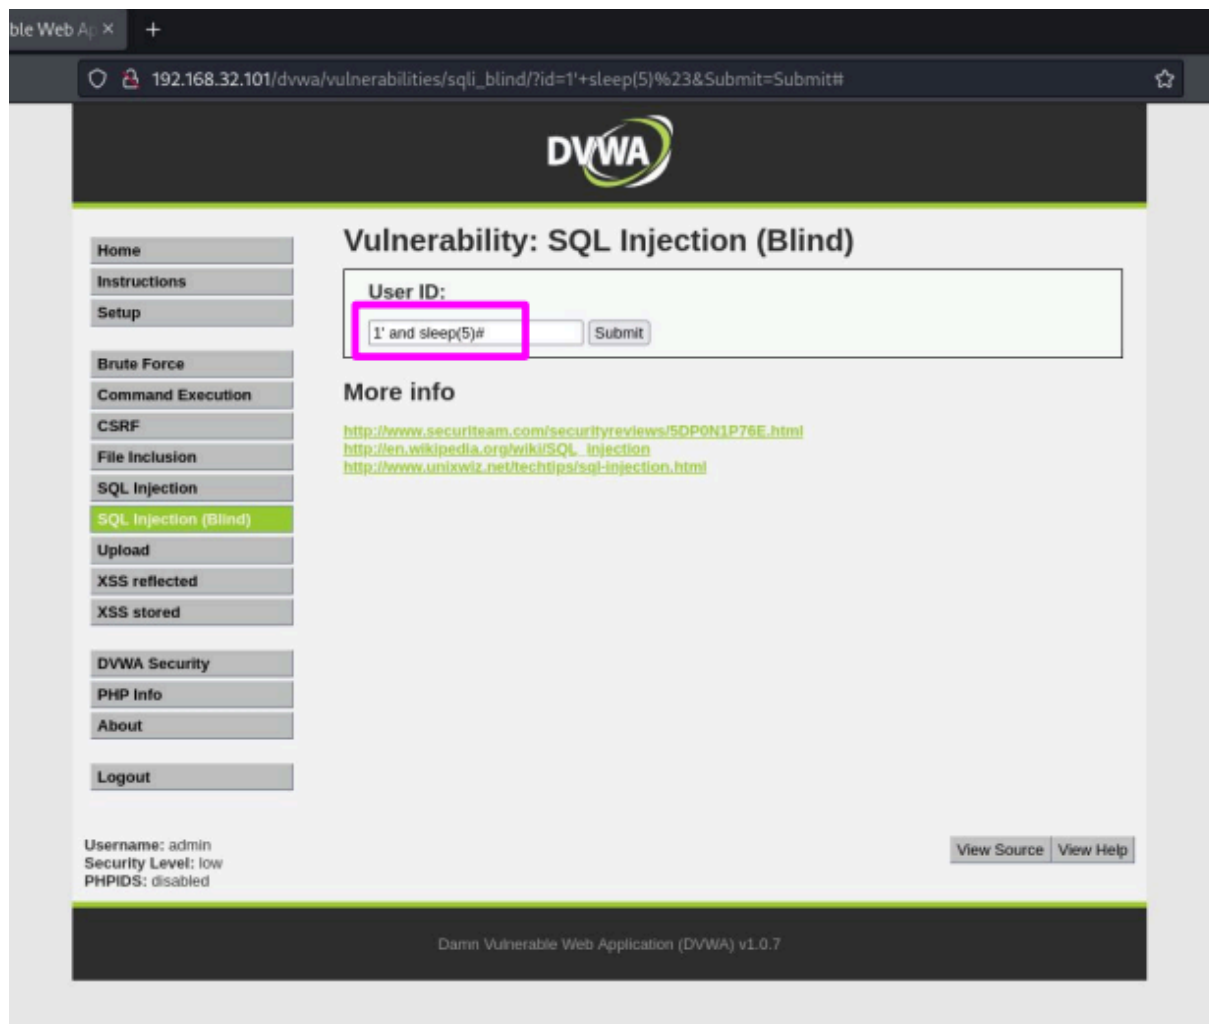 ble Web Ap × +
192.168.32.101/dvwa/vulnerabilities/sqli_blind/?id=1'+sleep(5)%23&Submit=Submit#
DVWA
Home
Instructions
Setup
Brute Force
Command Execution
CSRF
File Inclusion
SQL Injection
SQL Injection (Blind)
Upload
XSS reflected
XSS stored
DVWA Security
PHP Info
About
Logout
Vulnerability: SQL Injection (Blind)
User ID:
1' and sleep(5)# Submit
More info
http://www.securiteam.com/securityreviews/5DP0N1P76E.html
http://en.wikipedia.org/wiki/SQL_injection
http://www.unixwiz.net/techtips/sql-injection.html
Username: admin
Security Level: low
PHPIDS: disabled
View Source View Help
Damn Vulnerable Web Application (DVWA) v1.0.7